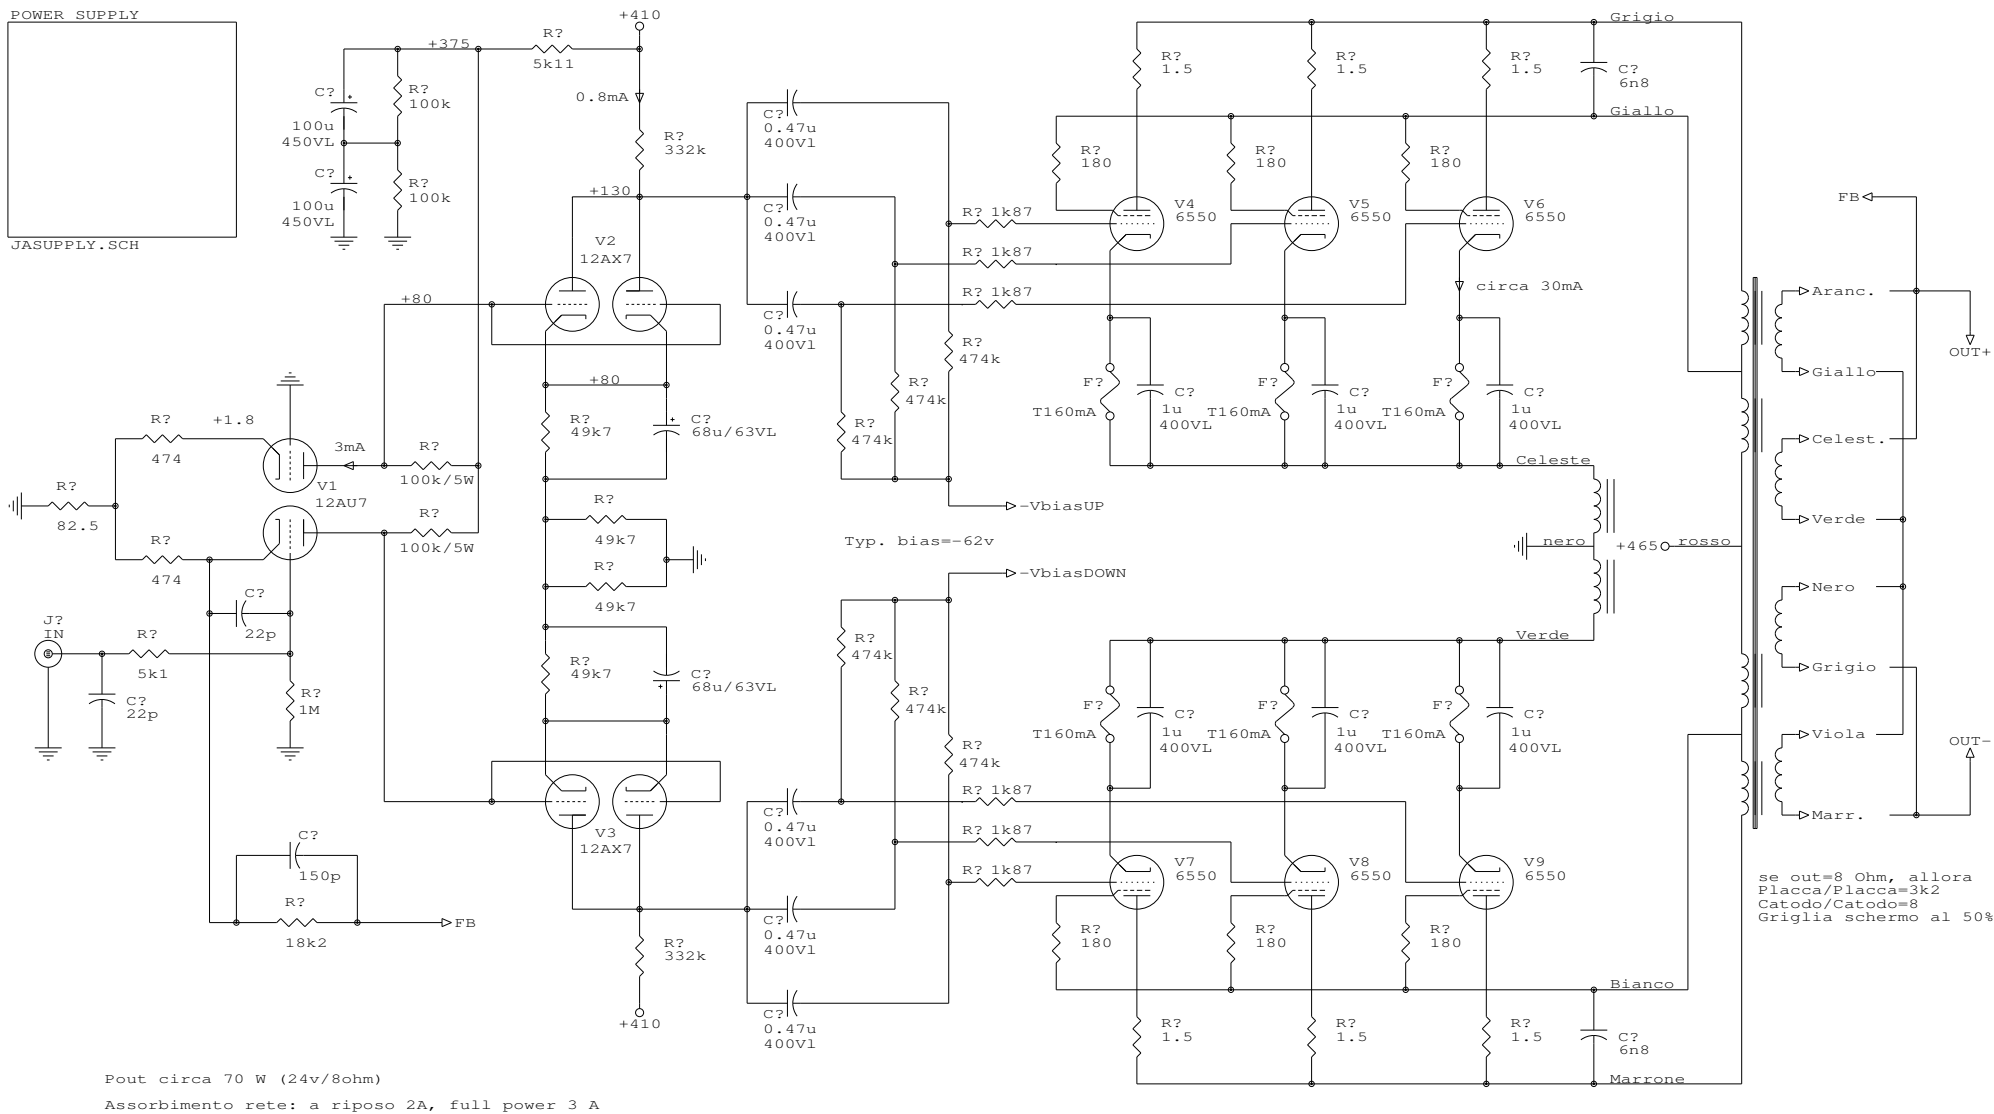 POWER SUPPLY
JASUPPLY.SCH
+410
+375
R?
5k11
0.8mA
C?
100u
450VL
R?
100k
C?
100u
450VL
R?
100k
R?
332k
+130
V2
12AX7
+80
+80
C?
0.47u
400Vl
C?
0.47u
400Vl
C?
0.47u
400Vl
R? 1k87
R? 1k87
R? 1k87
R?
474k
R?
474k
R?
474k
R?
1.5
R?
1.5
R?
1.5
C?
6n8
Grigio
Giallo
R?
180
R?
180
R?
180
V4
6550
V5
6550
V6
6550
circa 30mA
F?
T160mA
C?
1u
400VL
F?
T160mA
C?
1u
400VL
F?
T160mA
C?
1u
400VL
Celeste
FB
Aranc.
OUT+
Giallo
Celest.
Verde
Nero
Grigio
Viola
Marr.
OUT-
nero
+465
rosso
R?
474
+1.8
3mA
R?
100k/5W
V1
12AU7
R?
82.5
R?
474
R?
100k/5W
R?
49k7
C?
68u/63VL
R?
49k7
R?
49k7
-VbiasUP
Typ. bias=-62v
-VbiasDOWN
C?
22p
J?
IN
R?
5k1
C?
22p
R?
1M
R?
49k7
C?
68u/63VL
R?
474k
R?
474k
R?
474k
Verde
F?
T160mA
C?
1u
400VL
F?
T160mA
C?
1u
400VL
F?
T160mA
C?
1u
400VL
V3
12AX7
C?
0.47u
400Vl
C?
0.47u
400Vl
C?
0.47u
400Vl
R? 1k87
R? 1k87
R? 1k87
V7
6550
V8
6550
V9
6550
C?
150p
R?
18k2
FB
R?
332k
+410
R?
180
R?
180
R?
180
Bianco
R?
1.5
R?
1.5
R?
1.5
C?
6n8
Marrone
se out=8 Ohm, allora
Placca/Placca=3k2
Catodo/Catodo=8
Griglia schermo al 50%
Pout circa 70 W (24v/8ohm)
Assorbimento rete: a riposo 2A, full power 3 A